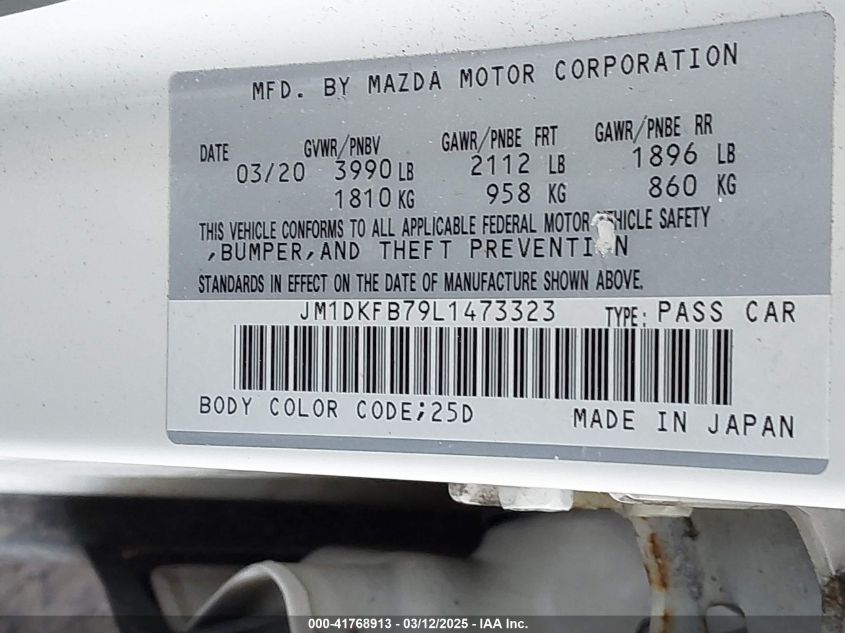 MFD. BY MAZDA MOTOR CORPORATION
DATE GVWR/PNBV GAWR/PNBE FRT GAWR/PNBE RR
03/20 3990 LB 2112 LB 1896 LB
1810 KG 958 KG 860 KG
THIS VEHICLE CONFORMS TO ALL APPLICABLE FEDERAL MOTOR SAFETY
,BUMPER,AND THEFT
STANDARDS IN EFFECT ON THE DATE OF MANUFACTURE SHOWN ABOVE.
JM1DKFB79L1473323 TYPE: PASS CAR
BODY COLOR CODE;25D MADE IN JAPAN
000-41768913 - 03/12/2025 - IAA Inc.